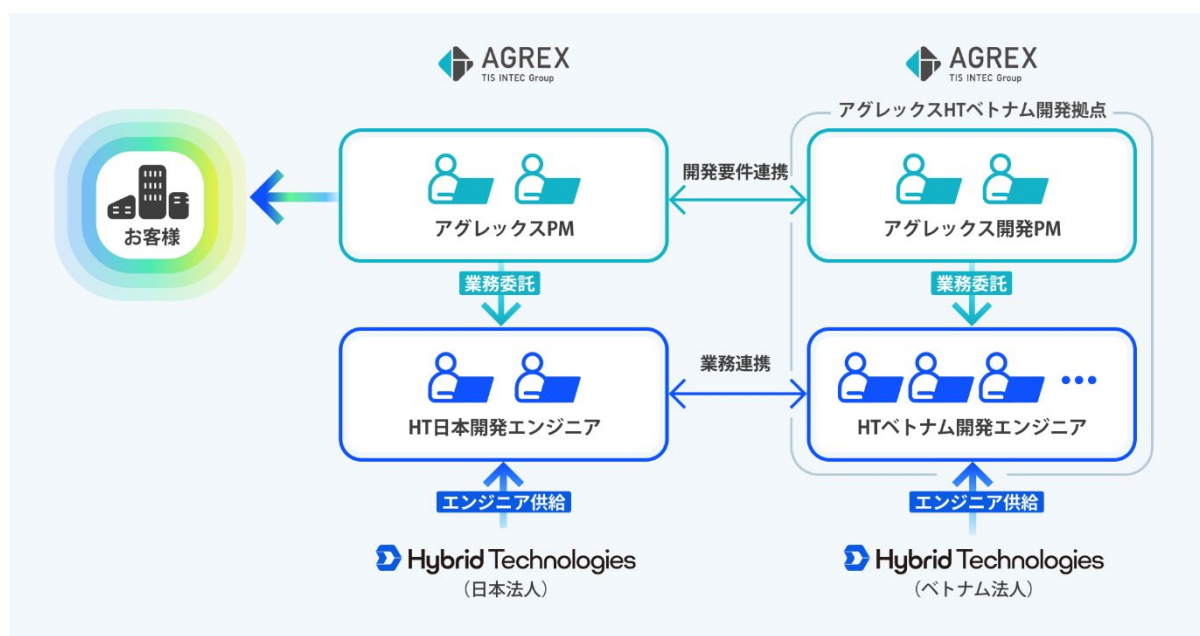 AGREX
TIS INTEC Group
AGREX
TIS INTEC Group
アグレックスHTベトナム開発拠点
お客様
アグレックスPM
開発要件連携
アグレックス開発PM
業務委託
業務委託
HT日本開発エンジニア
業務連携
HTベトナム開発エンジニア
エンジニア供給
エンジニア供給
Hybrid Technologies
（日本法人）
Hybrid Technologies
（ベトナム法人）